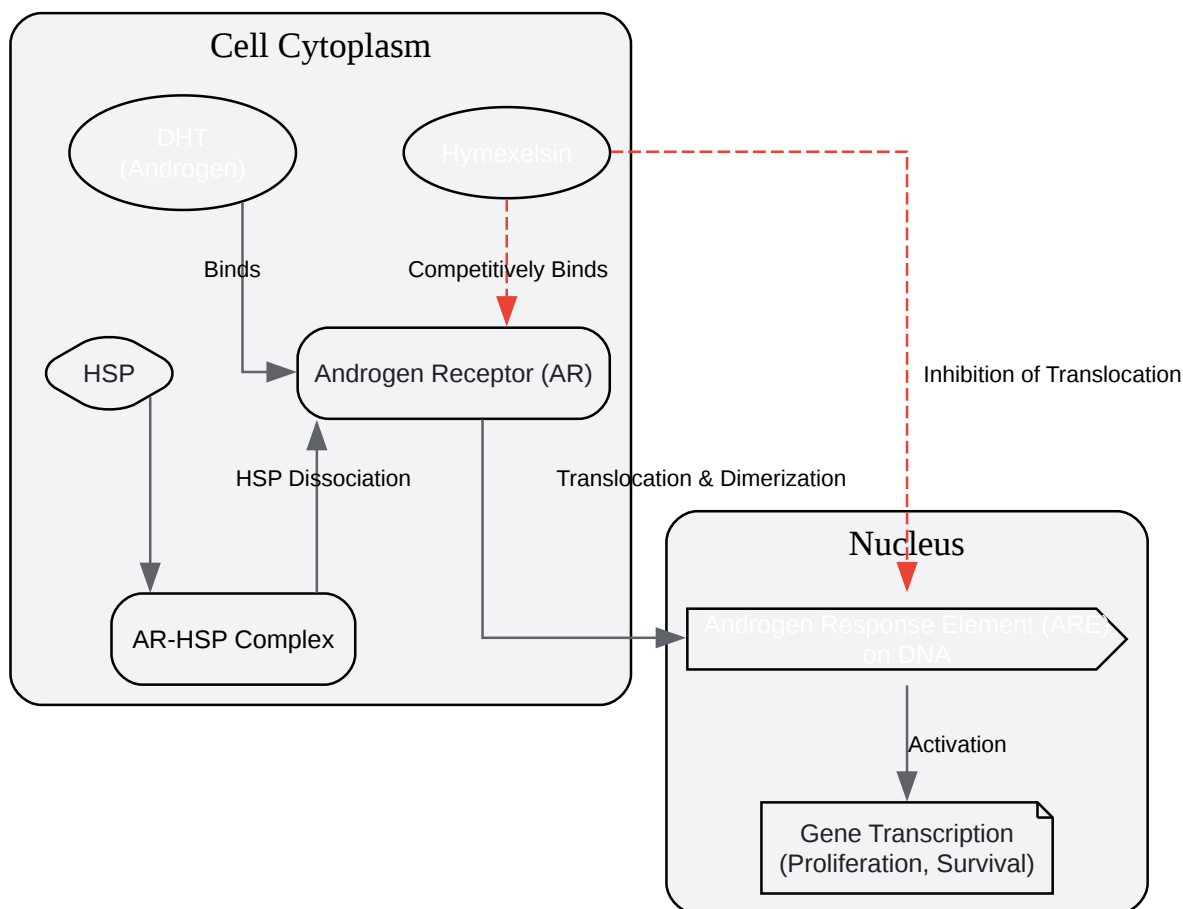 Cell Cytoplasm
DHT
(Androgen)
Hymexelsin
Binds
Competitively Binds
HSP
Androgen Receptor (AR)
Inhibition of Translocation
HSP Dissociation
Translocation & Dimerization
Nucleus
AR-HSP Complex
Androgen Response Element (ARE)
on DNA
Activation
Gene Transcription
(Proliferation, Survival)